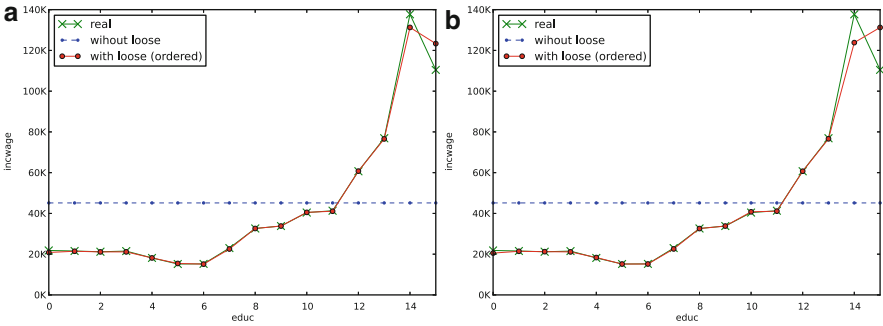 a
140K
120K
100K
80K
60K
40K
20K
0K
incwage
real
wihout loose
with loose (ordered)
0 2 4 6 8 10 12 14
educ
b
140K
120K
100K
80K
60K
40K
20K
0K
incwage
real
wihout loose
with loose (ordered)
0 2 4 6 8 10 12 14
educ